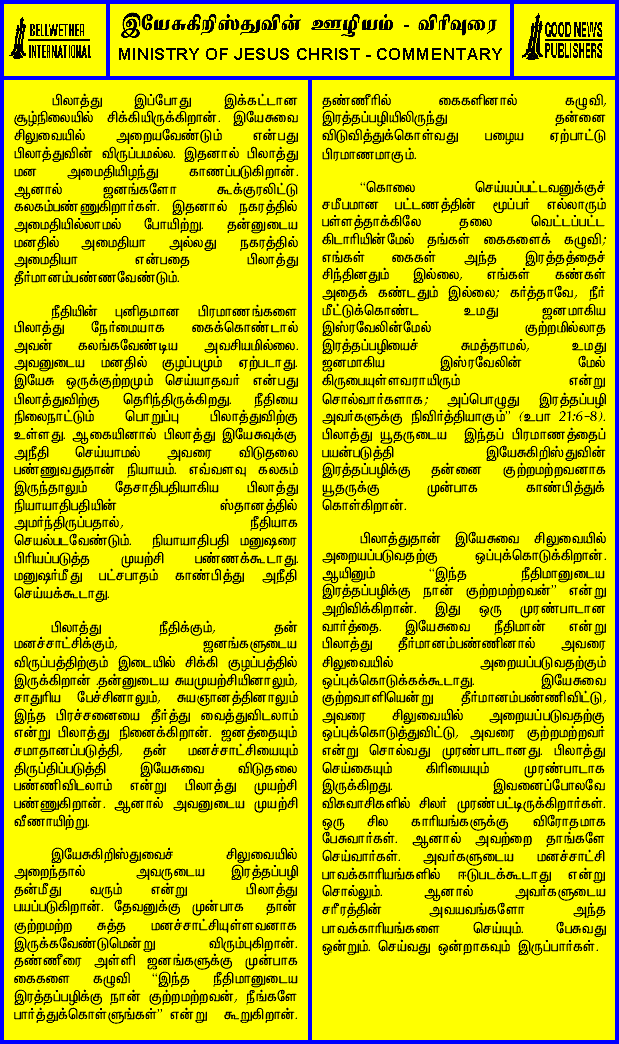 BELLWETHER
INTERNATIONAL
இயேசுகிறிஸ்துவின் ஊழியம் - விரிவுரை
MINISTRY OF JESUS CHRIST - COMMENTARY
GOOD NEWS
PUBLISHERS
பிலாத்து இப்போது இக்கட்டான
சூழ்நிலையில் சிக்கியிருக்கிறான். இயேசுவை
சிலுவையில் அறையவேண்டும் என்பது
பிலாத்துவின் விருப்பமல்ல. இதனால் பிலாத்து
மன அமைதியிழந்து காணப்படுகிறான்.
ஆனால் ஜனங்களோ கூக்குரலிட்டு
கலகம்பண்ணுகிறார்கள். இதனால் நகரத்தில்
அமைதியில்லாமல் போயிற்று. தன்னுடைய
மனதில் அமைதியா அல்லது நகரத்தில்
அமைதியா என்பதை பிலாத்து
தீர்மானம்பண்ணவேண்டும்.
நீதியின் புனிதமான பிரமாணங்களை
பிலாத்து நேர்மையாக கைக்கொண்டால்
அவன் கலங்கவேண்டிய அவசியமில்லை.
அவனுடைய மனதில் குழப்பமும் ஏற்படாது.
இயேசு ஒருக்குற்றமும் செய்யாதவர் என்பது
பிலாத்துவிற்கு தெரிந்திருக்கிறது. நீதியை
நிலைநாட்டும் பொறுப்பு பிலாத்துவிற்கு
உள்ளது. ஆகையினால் பிலாத்து இயேசுவுக்கு
அநீதி செய்யாமல் அவரை விடுதலை
பண்ணுவதுதான் நியாயம். எவ்வளவு கலகம்
இருந்தாலும் தேசாதிபதியாகிய பிலாத்து
நியாயாதிபதியின் ஸ்தானத்தில்
அமர்ந்திருப்பதால், நீதியாக
செயல்படவேண்டும். நியாயாதிபதி மனுஷரை
பிரியப்படுத்த முயற்சி பண்ணக்கூடாது.
மனுஷர்மீது பட்சபாதம் காண்பித்து அநீதி
செய்யக்கூடாது.
பிலாத்து நீதிக்கும், தன்
மனச்சாட்சிக்கும், ஜனங்களுடைய
விருப்பத்திற்கும் இடையில் சிக்கி குழப்பத்தில்
இருக்கிறான் .தன்னுடைய சுயமுயற்சியினாலும்,
சாதுரிய பேச்சினாலும், சுயஞானத்தினாலும்
இந்த பிரச்சனையை தீர்த்து வைத்துவிடலாம்
என்று பிலாத்து நினைக்கிறான். ஜனத்தையும்
சமாதானப்படுத்தி, தன் மனச்சாட்சியையும்
திருப்திப்படுத்தி இயேசுவை விடுதலை
பண்ணிவிடலாம் என்று பிலாத்து முயற்சி
பண்ணுகிறான். ஆனால் அவனுடைய முயற்சி
வீணாயிற்று.
இயேசுகிறிஸ்துவைச் சிலுவையில்
அறைந்தால் அவருடைய இரத்தப்பழி
தன்மீது வரும் என்று பிலாத்து
பயப்படுகிறான். தேவனுக்கு முன்பாக தான்
குற்றமற்ற சுத்த மனச்சாட்சியுள்ளவனாக
இருக்கவேண்டுமென்று விரும்புகிறான்.
தண்ணீரை அள்ளி ஜனங்களுக்கு முன்பாக
கைகளை கழுவி “இந்த நீதிமானுடைய
இரத்தப்பழிக்கு நான் குற்றமற்றவன், நீங்களே
பார்த்துக்கொள்ளுங்கள்” என்று கூறுகிறான்.
தண்ணீரில் கைகளினால் கழுவி,
இரத்தப்பழியிலிருந்து தன்னை
விடுவித்துக்கொள்வது பழைய ஏற்பாட்டு
பிரமாணமாகும்.
“கொலை செய்யப்பட்டவனுக்குச்
சமீபமான பட்டணத்தின் மூப்பர் எல்லாரும்
பள்ளத்தாக்கிலே தலை வெட்டப்பட்ட
கிடாரியின்மேல் தங்கள் கைகளைக் கழுவி;
எங்கள் கைகள் அந்த இரத்தத்தைச்
சிந்தினதும் இல்லை, எங்கள் கண்கள்
அதைக் கண்டதும் இல்லை; கர்த்தாவே, நீர்
மீட்டுக்கொண்ட உமது ஜனமாகிய
இஸ்ரவேலின்மேல் குற்றமில்லாத
இரத்தப்பழியைச் சுமத்தாமல், உமது
ஜனமாகிய இஸ்ரவேலின் மேல்
கிருபையுள்ளவராயிரும் என்று
சொல்வார்களாக; அப்பொழுது இரத்தப்பழி
அவர்களுக்கு நிவிர்த்தியாகும்” (உபா 21:6-8).
பிலாத்து யூதருடைய இந்தப் பிரமாணத்தைப்
பயன்படுத்தி இயேசுகிறிஸ்துவின்
இரத்தப்பழிக்கு தன்னை குற்றமற்றவனாக
யூதருக்கு முன்பாக காண்பித்துக்
கொள்கிறான்.
பிலாத்துதான் இயேசுவை சிலுவையில்
அறையப்படுவதற்கு ஒப்புக்கொடுக்கிறான்.
ஆயினும் “இந்த நீதிமானுடைய
இரத்தப்பழிக்கு நான் குற்றமற்றவன்” என்று
அறிவிக்கிறான். இது ஒரு முரண்பாடான
வார்த்தை. இயேசுவை நீதிமான் என்று
பிலாத்து தீர்மானம்பண்ணினால் அவரை
சிலுவையில் அறையப்படுவதற்கும்
ஒப்புக்கொடுக்கக்கூடாது. இயேசுவை
குற்றவாளியென்று தீர்மானம்பண்ணிவிட்டு,
அவரை சிலுவையில் அறையப்படுவதற்கு
ஒப்புக்கொடுத்துவிட்டு, அவரை குற்றமற்றவர்
என்று சொல்வது முரண்பாடானது. பிலாத்து
செய்கையும் கிரியையும் முரண்பாடாக
இருக்கிறது. இவனைப்போலவே
விசுவாசிகளில் சிலர் முரண்பட்டிருக்கிறார்கள்.
ஒரு சில காரியங்களுக்கு விரோதமாக
பேசுவார்கள். ஆனால் அவற்றை தாங்களே
செய்வார்கள். அவர்களுடைய மனச்சாட்சி
பாவக்காரியங்களில் ஈடுபடக்கூடாது என்று
சொல்லும். ஆனால் அவர்களுடைய
சரீரத்தின் அவயவங்களோ அந்த
பாவக்காரியங்களை செய்யும். பேசுவது
ஒன்றும். செய்வது ஒன்றாகவும் இருப்பார்கள்.